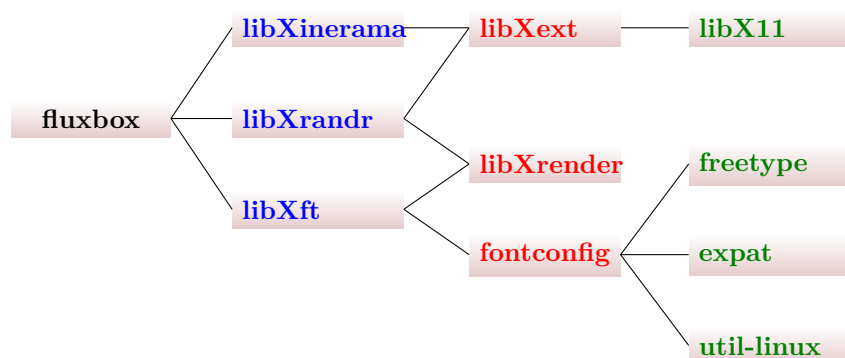 libXinerama
libXext
libX11
fluxbox
libXrandr
libXrender
freetype
libXft
fontconfig
expat
util-linux